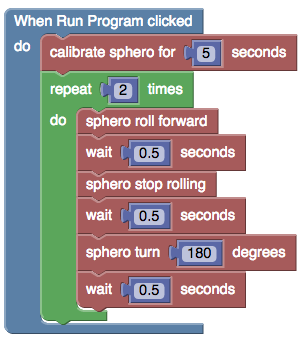 When Run Program clicked
do calibrate sphero for 5 seconds
repeat 2 times
do sphero roll forward
wait 0.5 seconds
sphero stop rolling
wait 0.5 seconds
sphero turn 180 degrees
wait 0.5 seconds